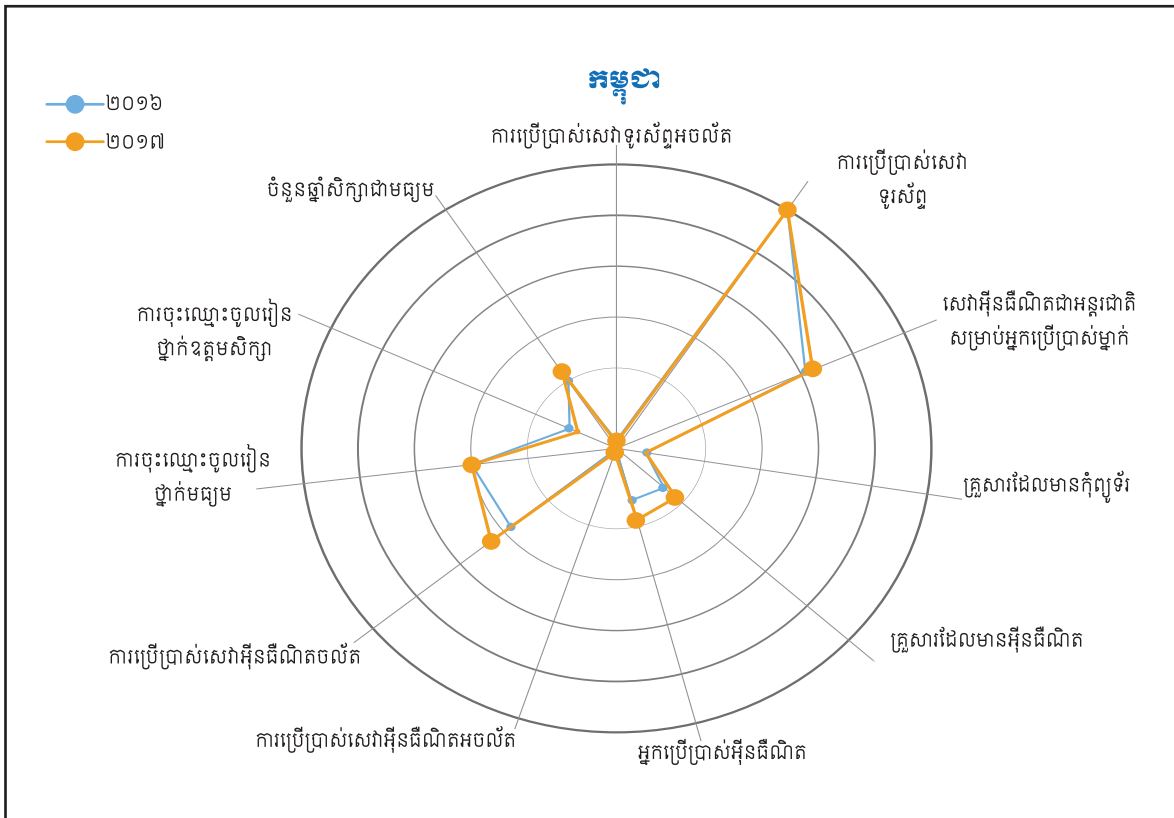 កម្ពុជា
២០១៦
២០១៧
ការប្រើប្រាស់សេវាទូរស័ព្ទអចល័ត
ការប្រើប្រាស់សេវា
ទូរស័ព្ទ
ចំនួនឆ្នាំសិក្សាជាមធ្យម
សេវាអ៊ីនធឺណិតជាអន្តរជាតិ
សម្រាប់អ្នកប្រើប្រាស់ម្នាក់
ការចុះឈ្មោះចូលរៀន
ថ្នាក់ឧត្តមសិក្សា
ការចុះឈ្មោះចូលរៀន
ថ្នាក់មធ្យម
គ្រួសារដែលមានកុំព្យូទ័រ
គ្រួសារដែលមានអ៊ីនធឺណិត
ការប្រើប្រាស់សេវាអ៊ីនធឺណិតចល័ត
ការប្រើប្រាស់សេវាអ៊ីនធឺណិតអចល័ត
អ្នកប្រើប្រាស់អ៊ីនធឺណិត